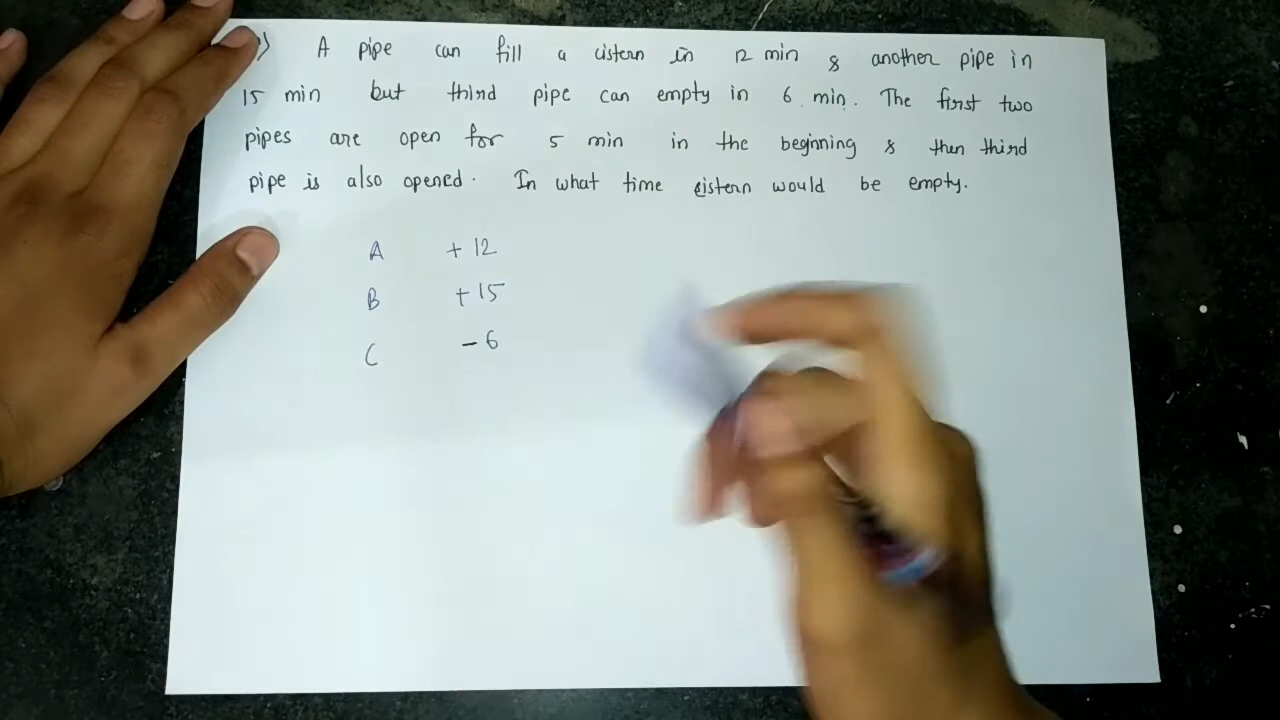 A pipe can fill a cistern in 12 min & another pipe in
15 min but third pipe can empty in 6 min. The first two
pipes are open for 5 min in the beginning & then third
pipe is also opened. In what time cistern would be empty.
A + 12
B + 15
C - 6